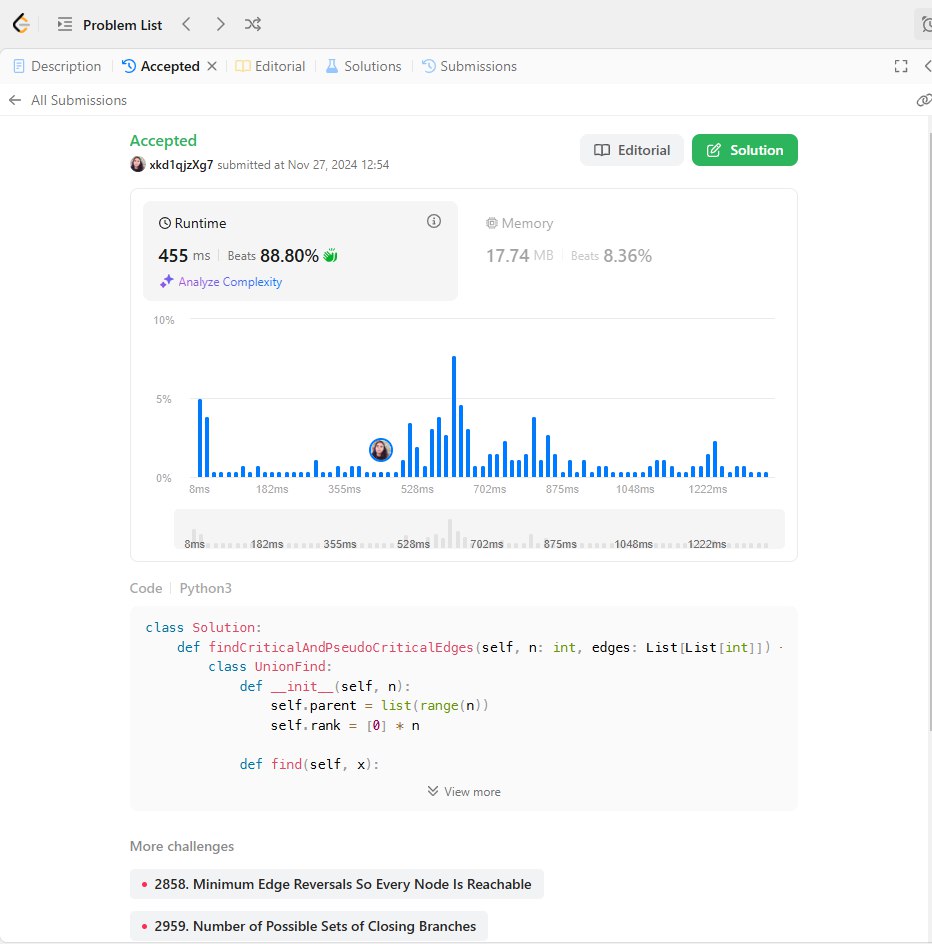 Problem List
Description Accepted Editorial Solutions Submissions
All Submissions
Accepted
xkd1qjzXg7 submitted at Nov 27, 2024 12:54
Editorial Solution
Runtime
455 ms Beats 88.80%
Analyze Complexity
Memory
17.74 MB Beats 8.36%
10%
5%
0%
8ms 182ms 355ms 528ms 702ms 875ms 1048ms 1222ms
8ms 182ms 355ms 528ms 702ms 875ms 1048ms 1222ms
Code Python3
class Solution:
    def findCriticalAndPseudoCriticalEdges(self, n: int, edges: List[List[int]])
        class UnionFind:
            def __init__(self, n):
                self.parent = list(range(n))
                self.rank = [0] * n
            def find(self, x):
View more
More challenges
2858. Minimum Edge Reversals So Every Node Is Reachable
2959. Number of Possible Sets of Closing Branches